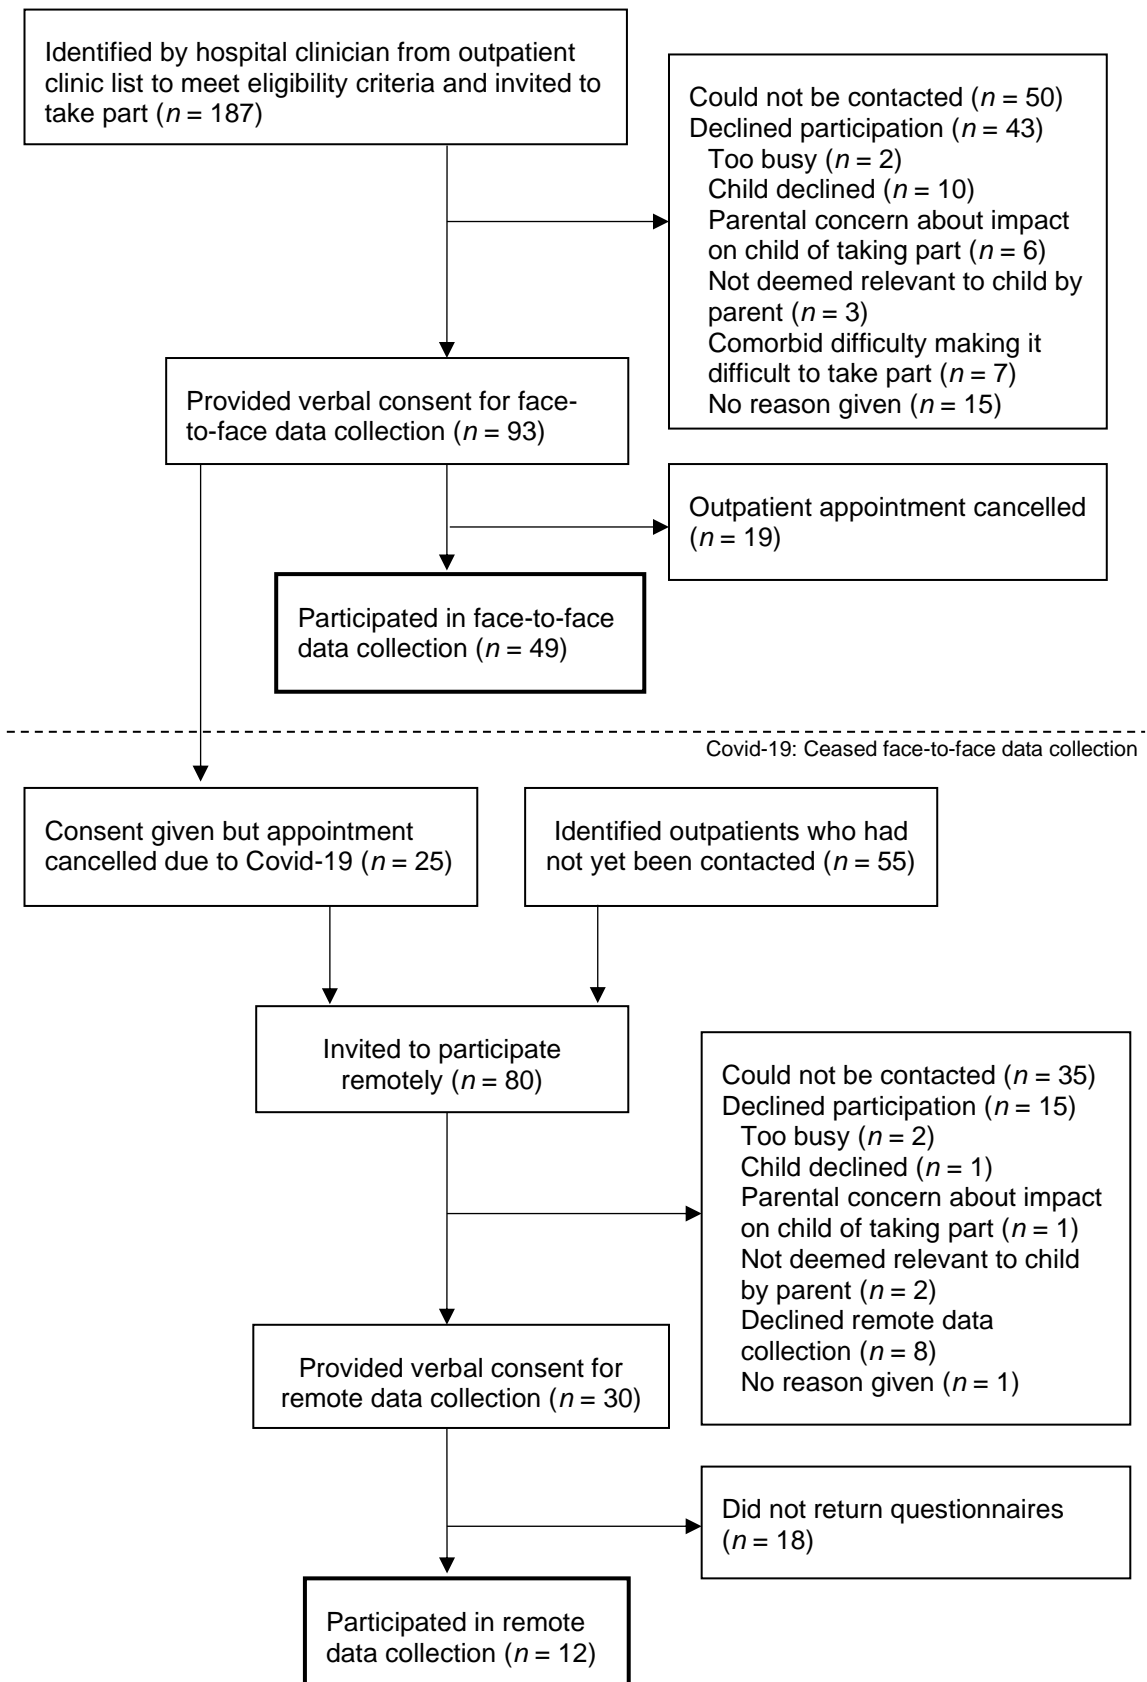 Identified by hospital clinician from outpatient
clinic list to meet eligibility criteria and invited to
take part (n = 187)
Could not be contacted (n = 50)
Declined participation (n = 43)
Too busy (n = 2)
Child declined (n = 10)
Parental concern about impact
on child of taking part (n = 6)
Not deemed relevant to child by
parent (n = 3)
Comorbid difficulty making it
difficult to take part (n = 7)
No reason given (n = 15)
Provided verbal consent for face-
to-face data collection (n = 93)
Outpatient appointment cancelled
(n = 19)
Participated in face-to-face
data collection (n = 49)
Covid-19: Ceased face-to-face data collection
Consent given but appointment
cancelled due to Covid-19 (n = 25)
Identified outpatients who had
not yet been contacted (n = 55)
Invited to participate
remotely (n = 80)
Could not be contacted (n = 35)
Declined participation (n = 15)
Too busy (n = 2)
Child declined (n = 1)
Parental concern about impact
on child of taking part (n = 1)
Not deemed relevant to child
by parent (n = 2)
Declined remote data
collection (n = 8)
No reason given (n = 1)
Provided verbal consent for
remote data collection (n = 30)
Did not return questionnaires
(n = 18)
Participated in remote
data collection (n = 12)